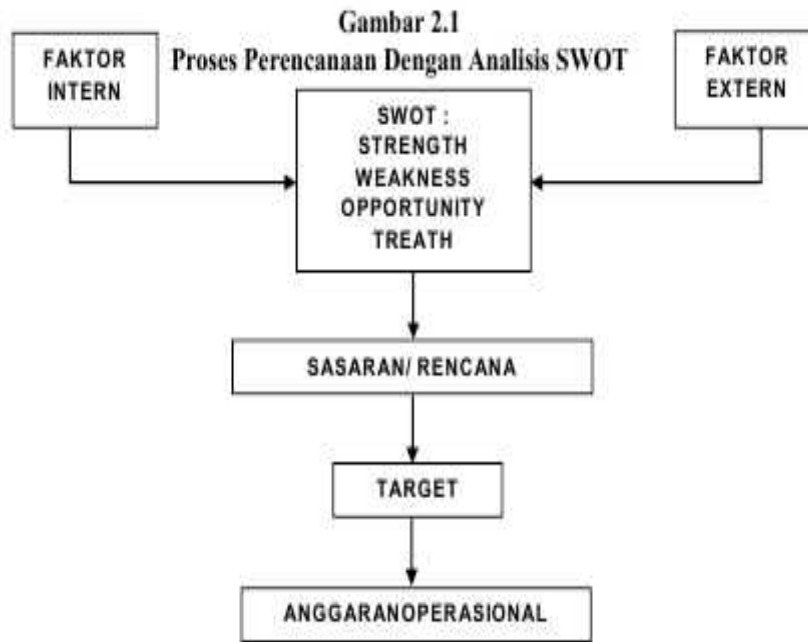 Gambar 2.1
Proses Perencanaan Dengan Analisis SWOT
FAKTOR
INTERN
FAKTOR
EXTERN
SWOT :
STRENGTH
WEAKNESS
OPPORTUNITY
TREATH
SASARAN/ RENCANA
TARGET
ANGGARANOPERASIONAL